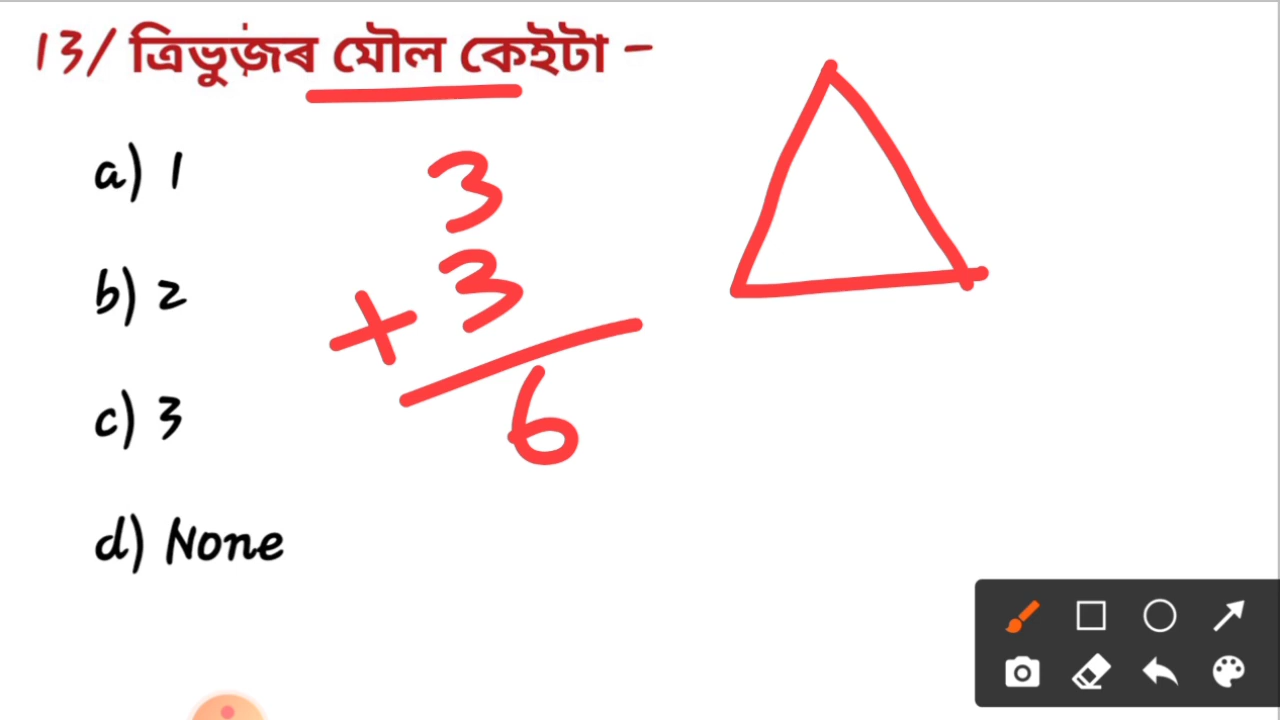 13/ ত্ৰিভুজৰ মৌল কেইটা -
a) 1
b) 2
c) 3
d) None
3
+ 3
6